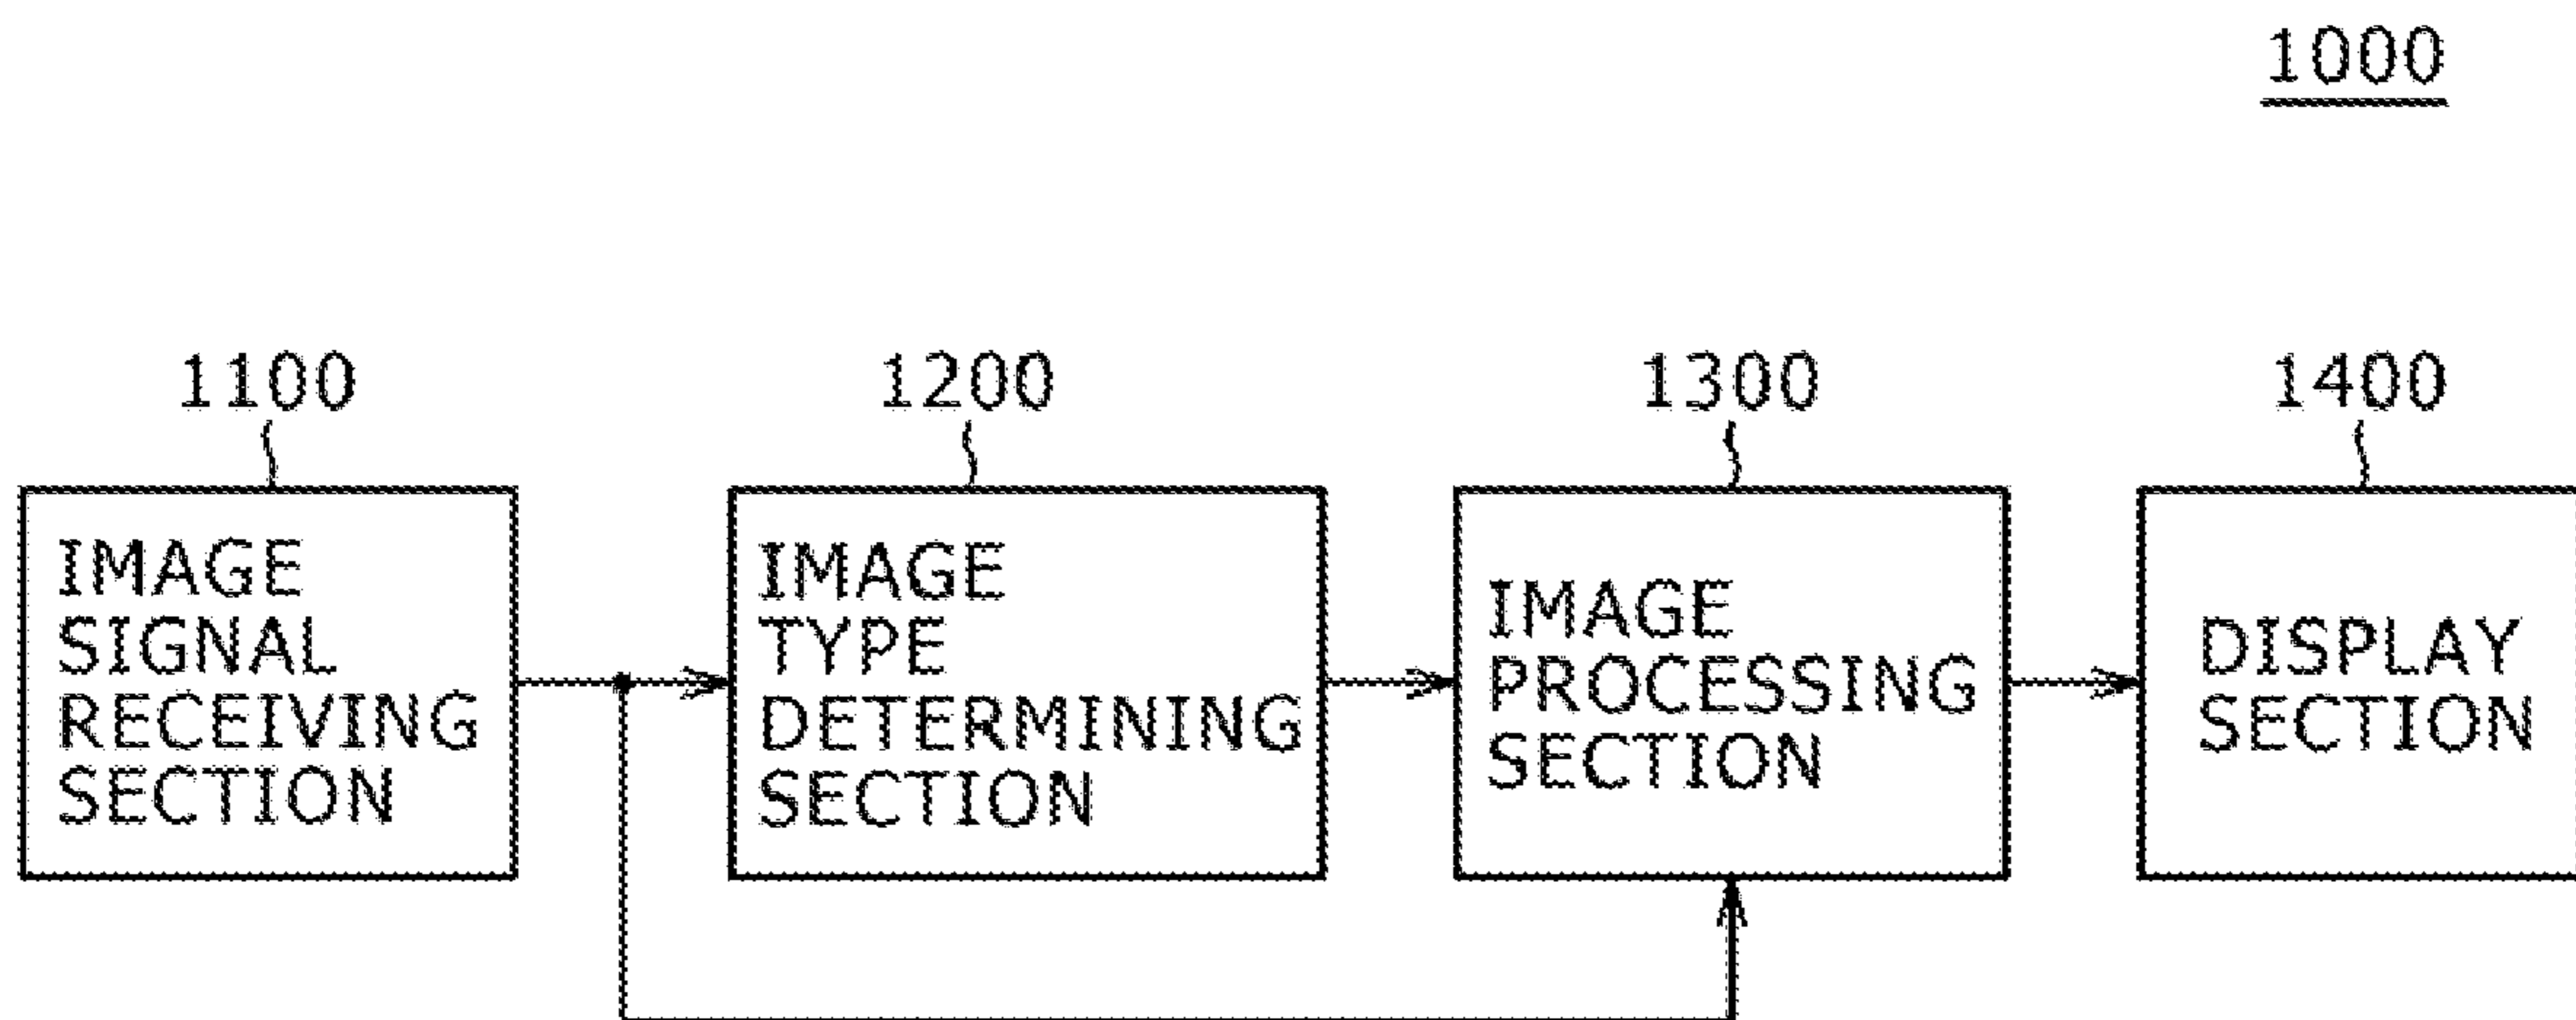 1000
1100
1200
1300
1400
IMAGE
SIGNAL
RECEIVING
SECTION
IMAGE
TYPE
DETERMINING
SECTION
IMAGE
PROCESSING
SECTION
DISPLAY
SECTION